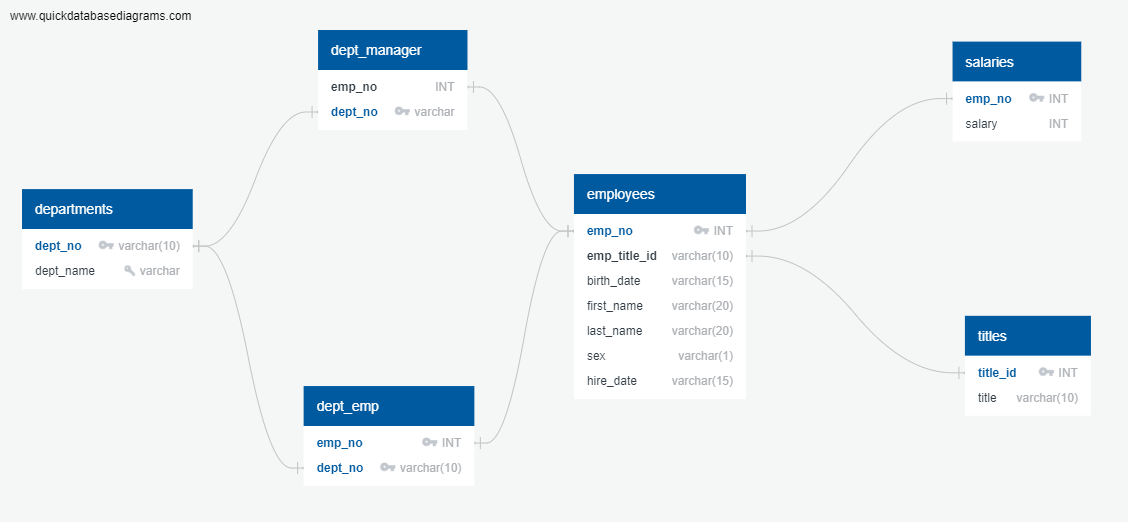 www.quickdatabasediagrams.com
dept_manager
emp_no INT
dept_no varchar
salaries
emp_no INT
salary INT
departments
dept_no varchar(10)
dept_name varchar
employees
emp_no INT
emp_title_id varchar(10)
birth_date varchar(15)
first_name varchar(20)
last_name varchar(20)
sex varchar(1)
hire_date varchar(15)
titles
title_id INT
title varchar(10)
dept_emp
emp_no INT
dept_no varchar(10)